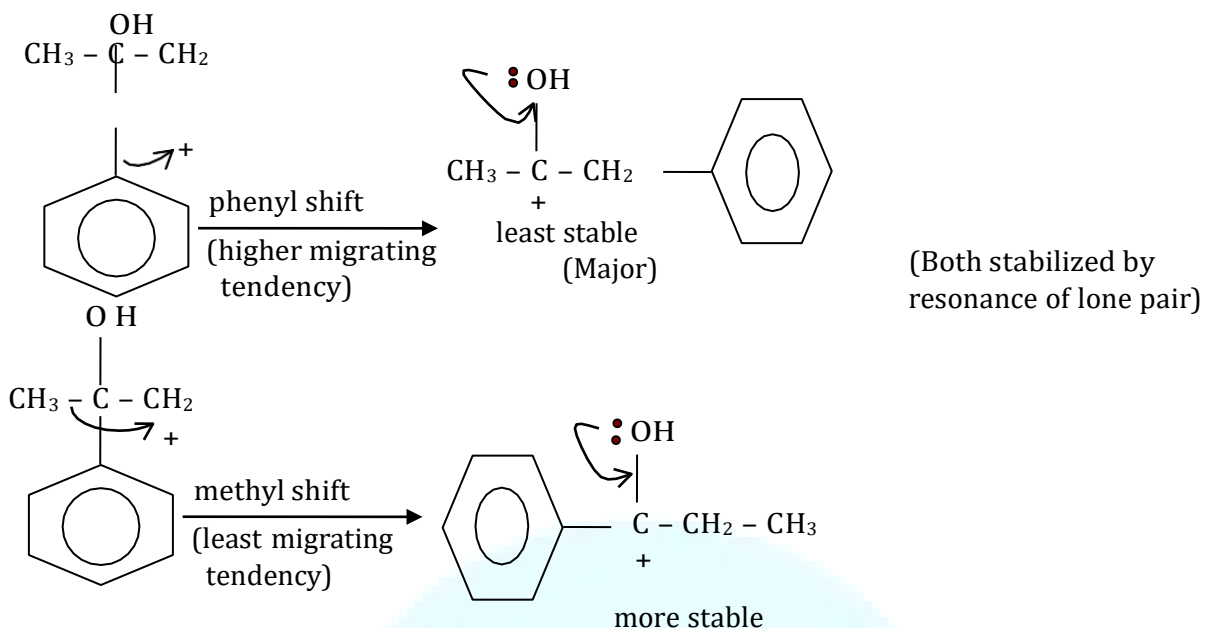 OH
CH3 – C – CH2
+
phenyl shift
(higher migrating
tendency)
OH
CH3 – C – CH2
+
least stable
(Major)
(Both stabilized by
resonance of lone pair)
O H
CH3 – C – CH2
+
methyl shift
(least migrating
tendency)
OH
C – CH2 – CH3
+
more stable